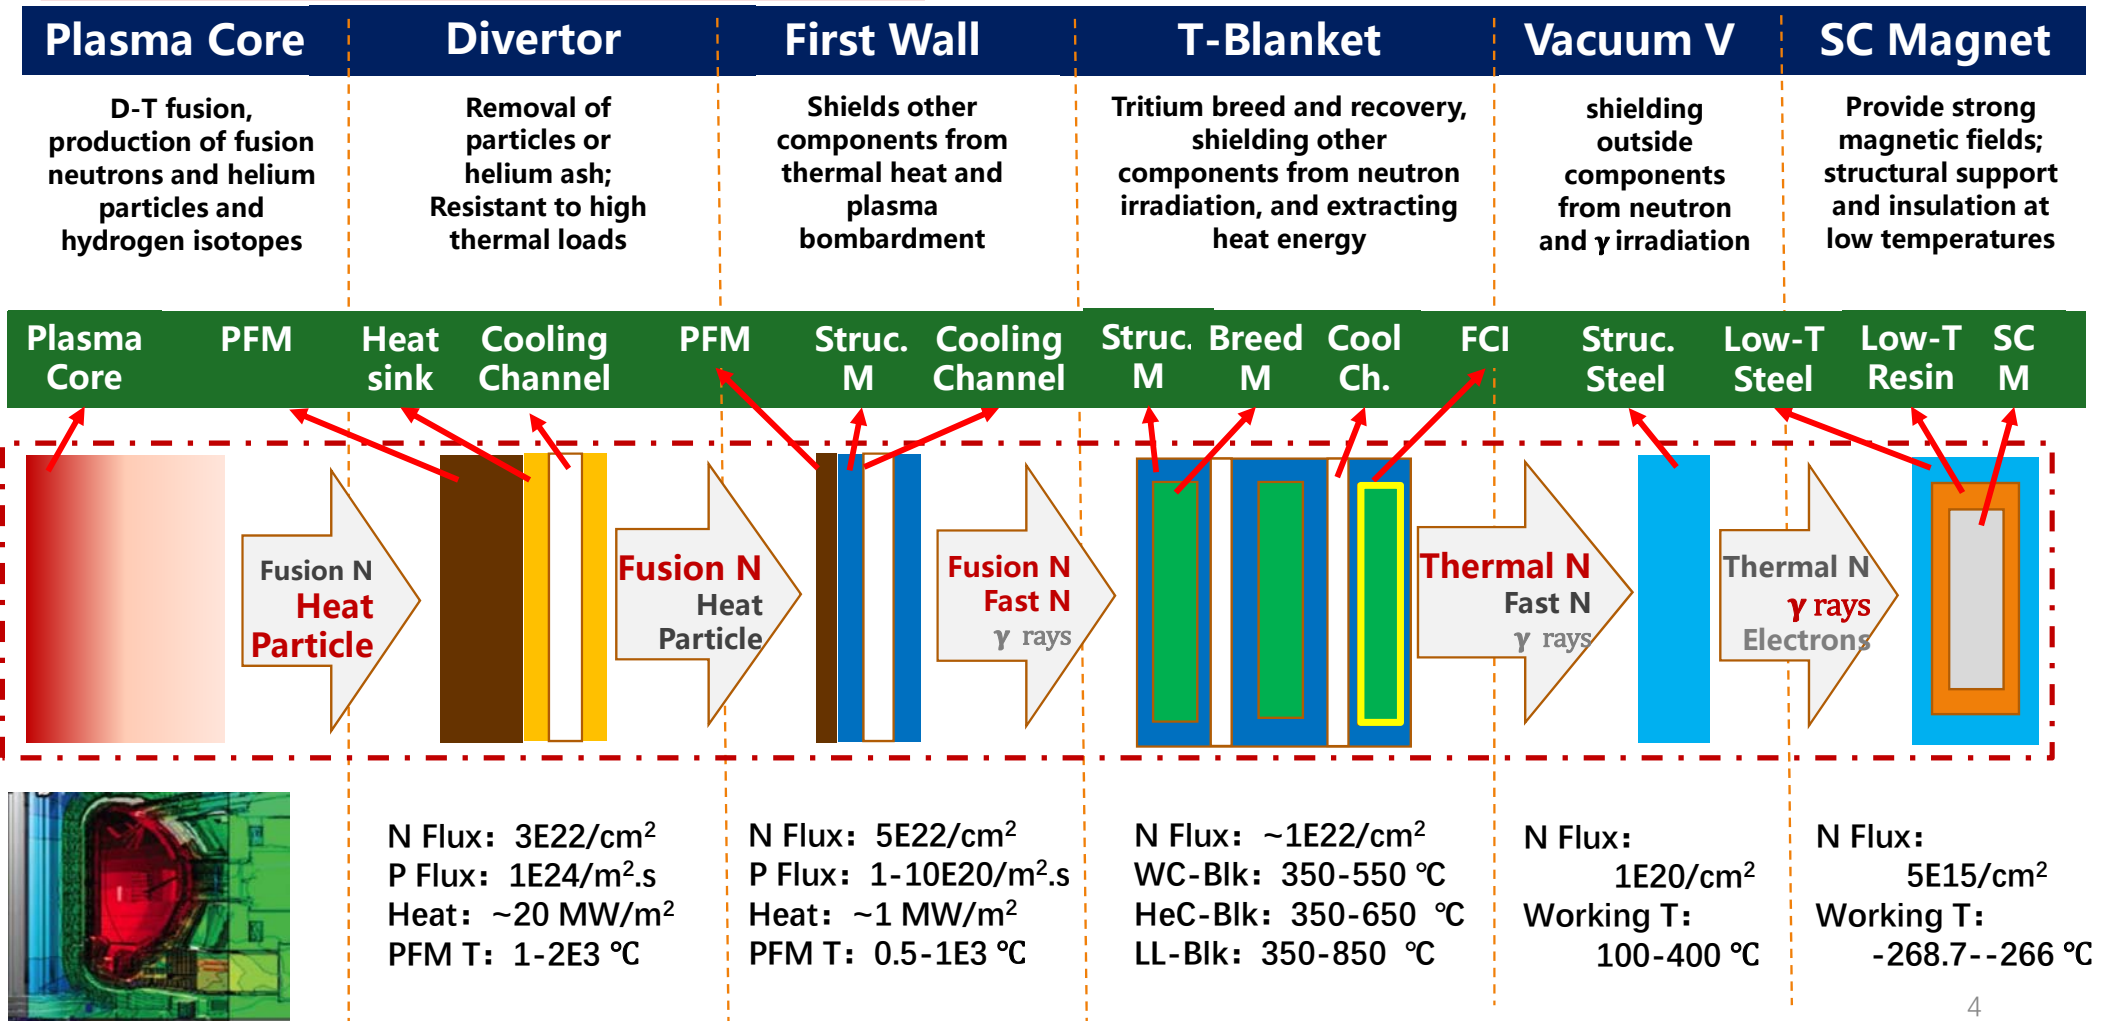 Plasma Core
Divertor
First Wall
T-Blanket
Vacuum V
SC Magnet
D-T fusion,
production of fusion
neutrons and helium
particles and
hydrogen isotopes
Removal of
particles or
helium ash;
Resistant to high
thermal loads
Shields other
components from
thermal heat and
plasma
bombardment
Tritium breed and recovery,
shielding other
components from neutron
irradiation, and extracting
heat energy
shielding
outside
components
from neutron
and γ irradiation
Provide strong
magnetic fields;
structural support
and insulation at
low temperatures
Plasma
Core
PFM
Heat
sink
Cooling
Channel
PFM
Struc.
M
Cooling
Channel
Struc.
M
Breed
M
Cool
Ch.
FCI
Struc.
Steel
Low-T
Steel
Low-T
Resin
SC
M
Fusion N
Heat
Particle
Fusion N
Heat
Particle
Fusion N
Fast N
γ rays
Thermal N
Fast N
γ rays
Thermal N
γ rays
Electrons
N Flux： 3E22/cm²
P Flux： 1E24/m².s
Heat： ~20 MW/m²
PFM T： 1-2E3 ℃
N Flux： 5E22/cm²
P Flux： 1-10E20/m².s
Heat： ~1 MW/m²
PFM T： 0.5-1E3 ℃
N Flux： ~1E22/cm²
WC-Blk： 350-550 ℃
HeC-Blk： 350-650 ℃
LL-Blk： 350-850 ℃
N Flux：
1E20/cm²
Working T：
100-400 ℃
N Flux：
5E15/cm²
Working T：
-268.7--266 ℃
4